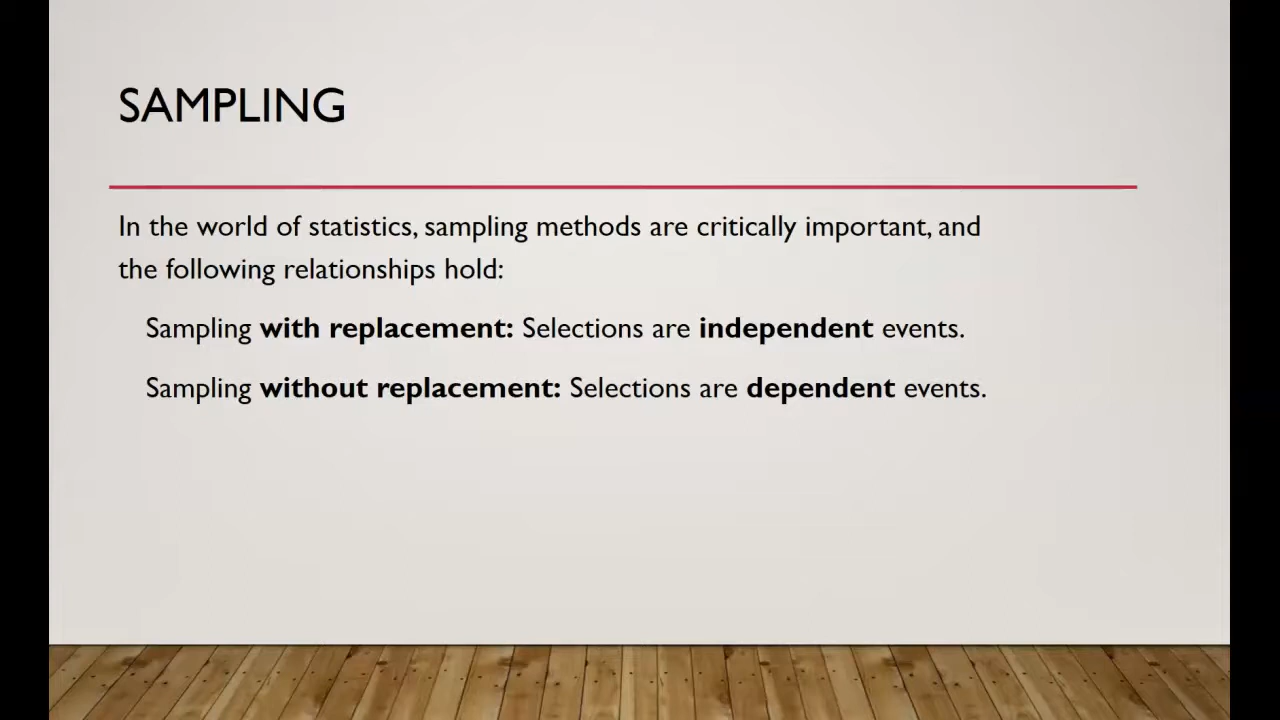 SAMPLING
In the world of statistics, sampling methods are critically important, and
the following relationships hold:
Sampling with replacement: Selections are independent events.
Sampling without replacement: Selections are dependent events.